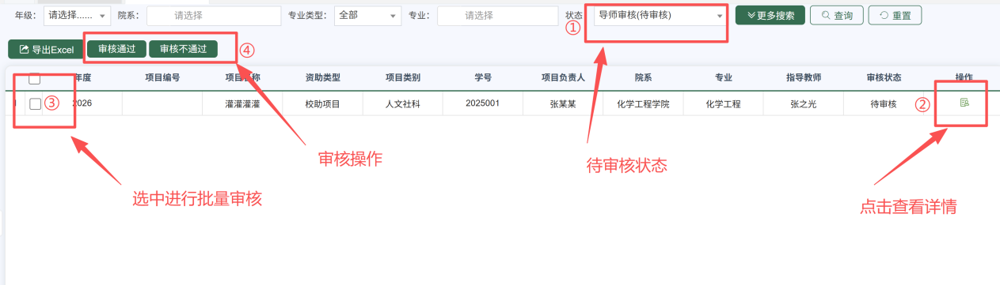 年级： 请选择...... 院系： 请选择 专业类型： 全部 专业： 请选择 状态 ① 导师审核(待审核) 更多搜索 查询 重置
导出Excel 审核通过 审核不通过 ④
年度 项目编号 项目名称 资助类型 项目类别 学号 项目负责人 院系 专业 指导教师 审核状态 操作
③ 2026 灌灌灌灌 校助项目 人文社科 2025001 张某某 化学工程学院 化学工程 张之光 待审核 ②
审核操作
待审核状态
选中进行批量审核
点击查看详情